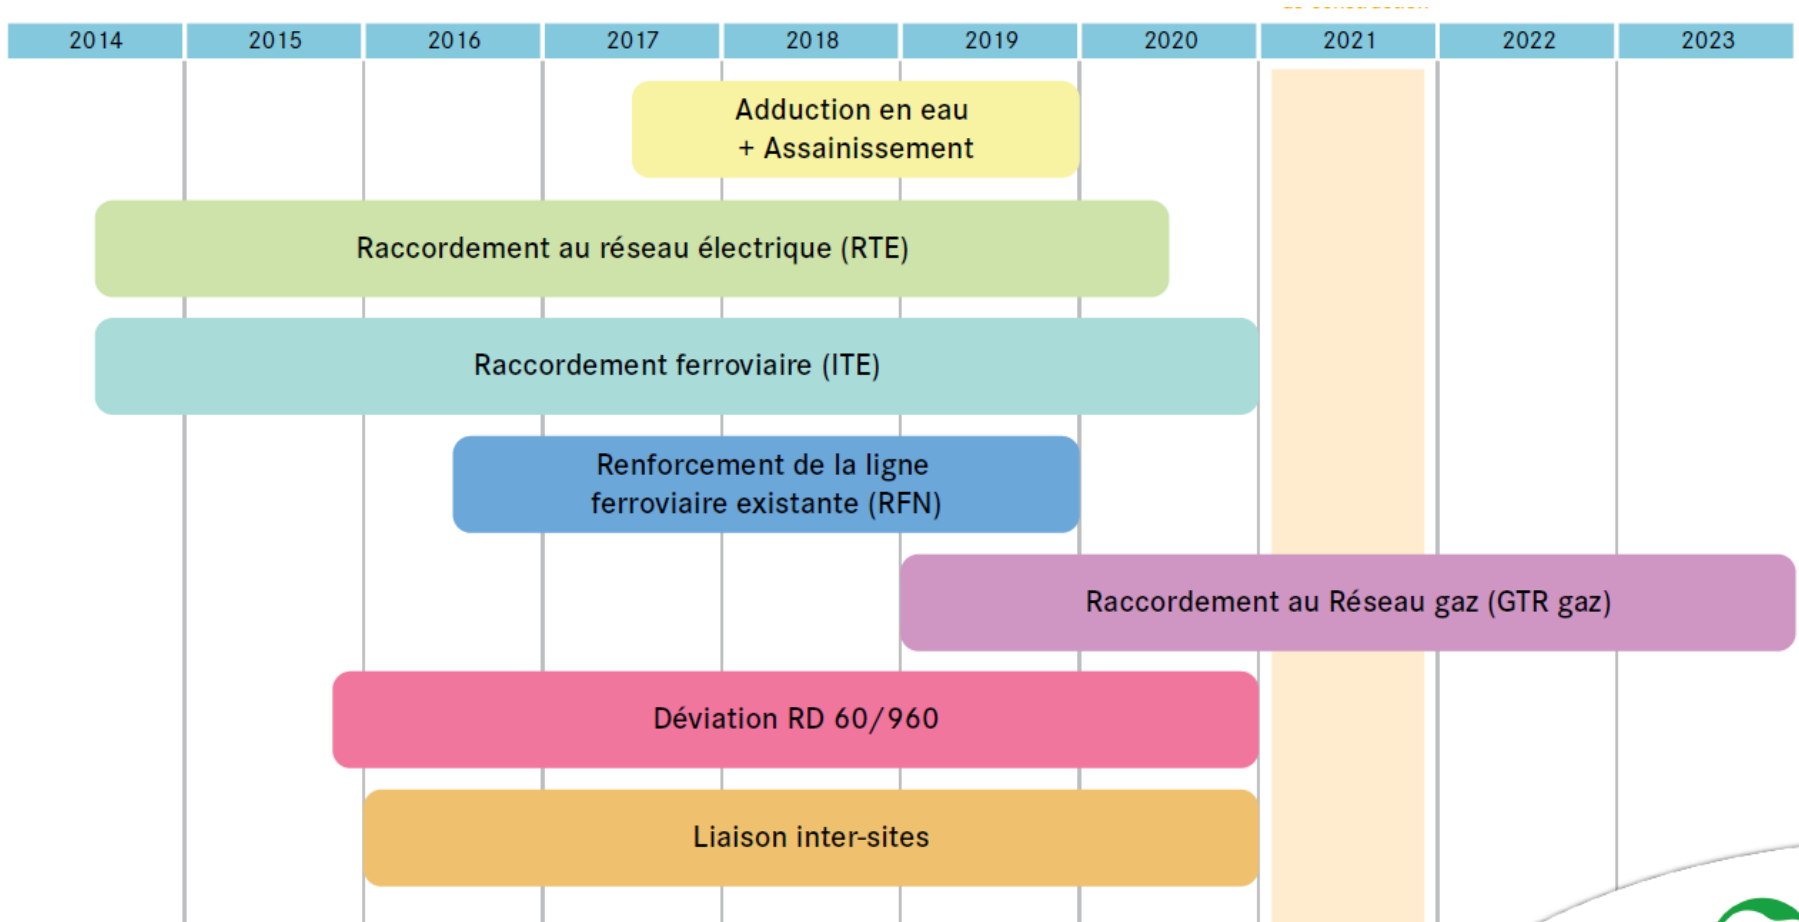 2014 2015 2016 2017 2018 2019 2020 2021 2022 2023
Adduction en eau
+ Assainissement
Raccordement au réseau électrique (RTE)
Raccordement ferroviaire (ITE)
Renforcement de la ligne
ferroviaire existante (RFN)
Raccordement au Réseau gaz (GTR gaz)
Déviation RD 60/960
Liaison inter-sites